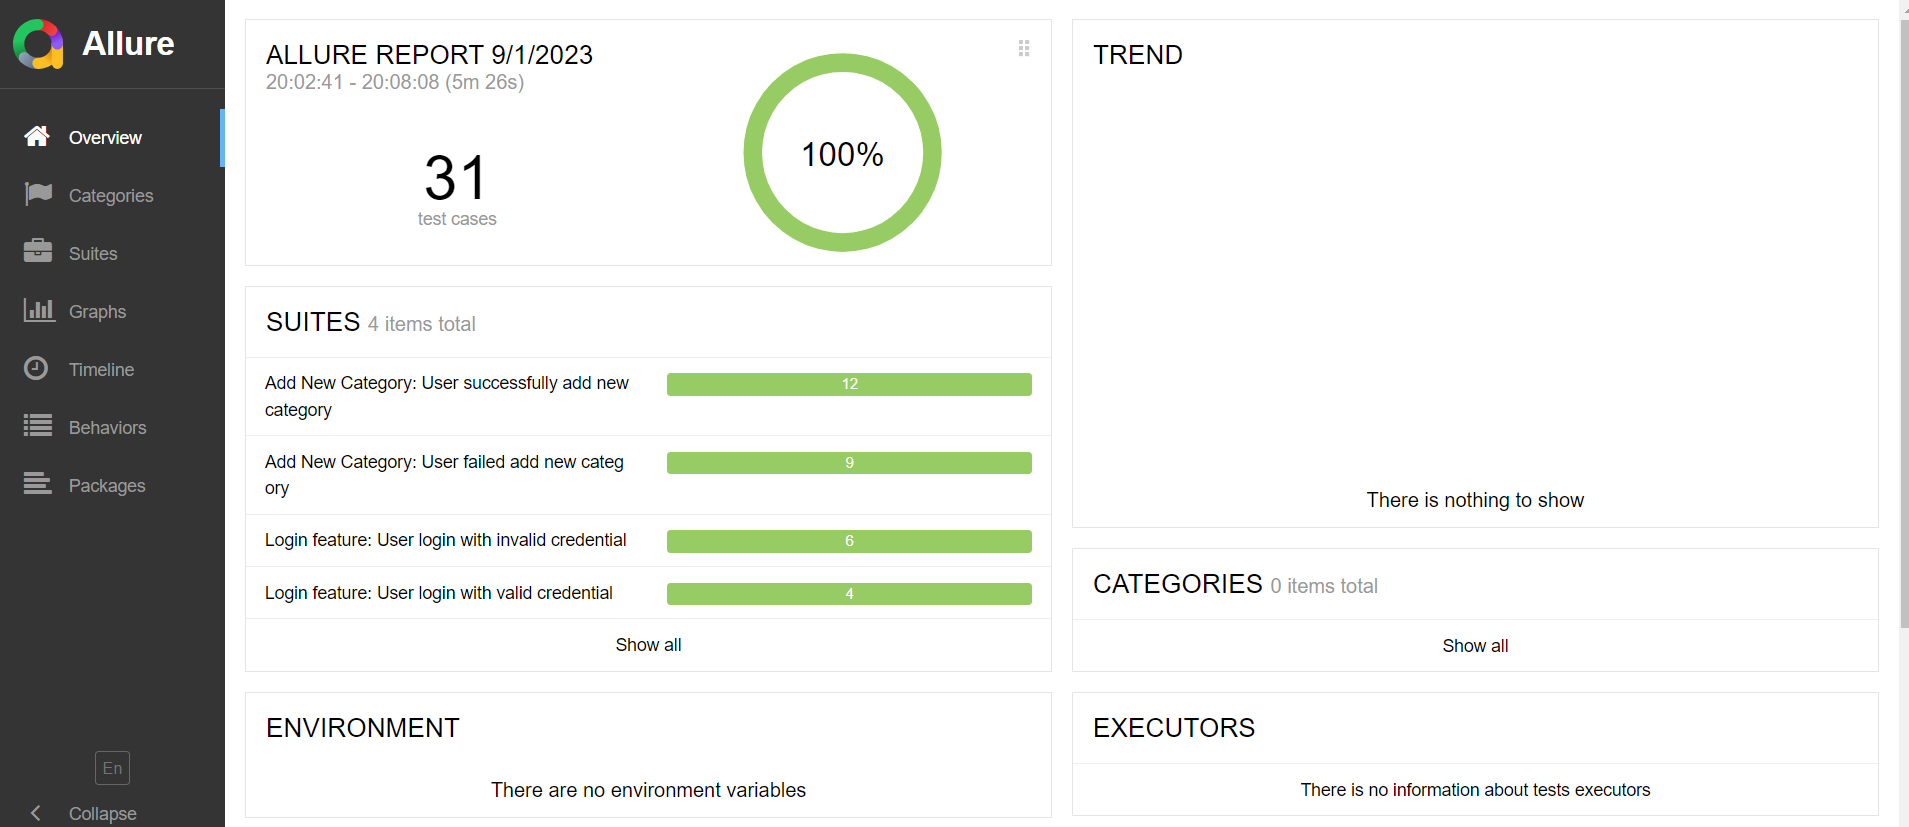 Allure
Overview
Categories
Suites
Graphs
Timeline
Behaviors
Packages
En
Collapse
ALLURE REPORT 9/1/2023
20:02:41 - 20:08:08 (5m 26s)
31
test cases
100%
SUITES 4 items total
Add New Category: User successfully add new
category
12
Add New Category: User failed add new categ
ory
9
Login feature: User login with invalid credential
6
Login feature: User login with valid credential
4
Show all
ENVIRONMENT
There are no environment variables
TREND
There is nothing to show
CATEGORIES 0 items total
Show all
EXECUTORS
There is no information about tests executors